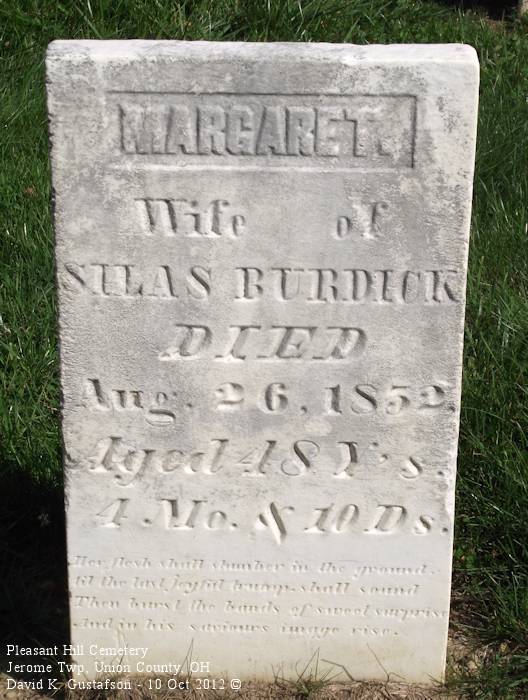 MARGARET.
Wife of
SILAS BURDICK
DIED
Aug. 26, 1852.
Aged 48 Y's.
4 Mo. & 10 Ds.
Her flesh shall slumber in the ground.
til the last joyful trump shall sound
Then burst the bands of sweet surprise
And in his saviours image rise.
Pleasant Hill Cemetery
Jerome Twp, Union County, OH
David K. Gustafson - 10 Oct 2012 ©